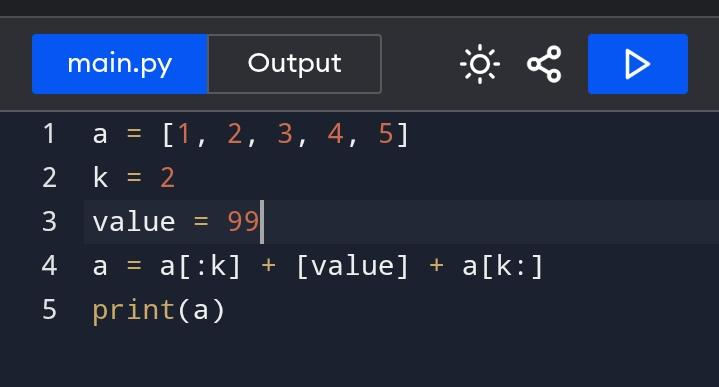 main.py Output
1 a = [1, 2, 3, 4, 5]
2 k = 2
3 value = 99
4 a = a[:k] + [value] + a[k:]
5 print(a)